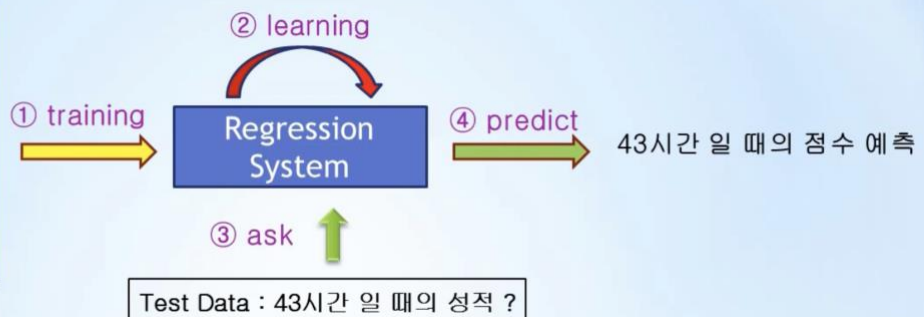 ② learning
① training
Regression
System
④ predict
43시간 일 때의 점수 예측
③ ask
Test Data : 43시간 일 때의 성적 ?